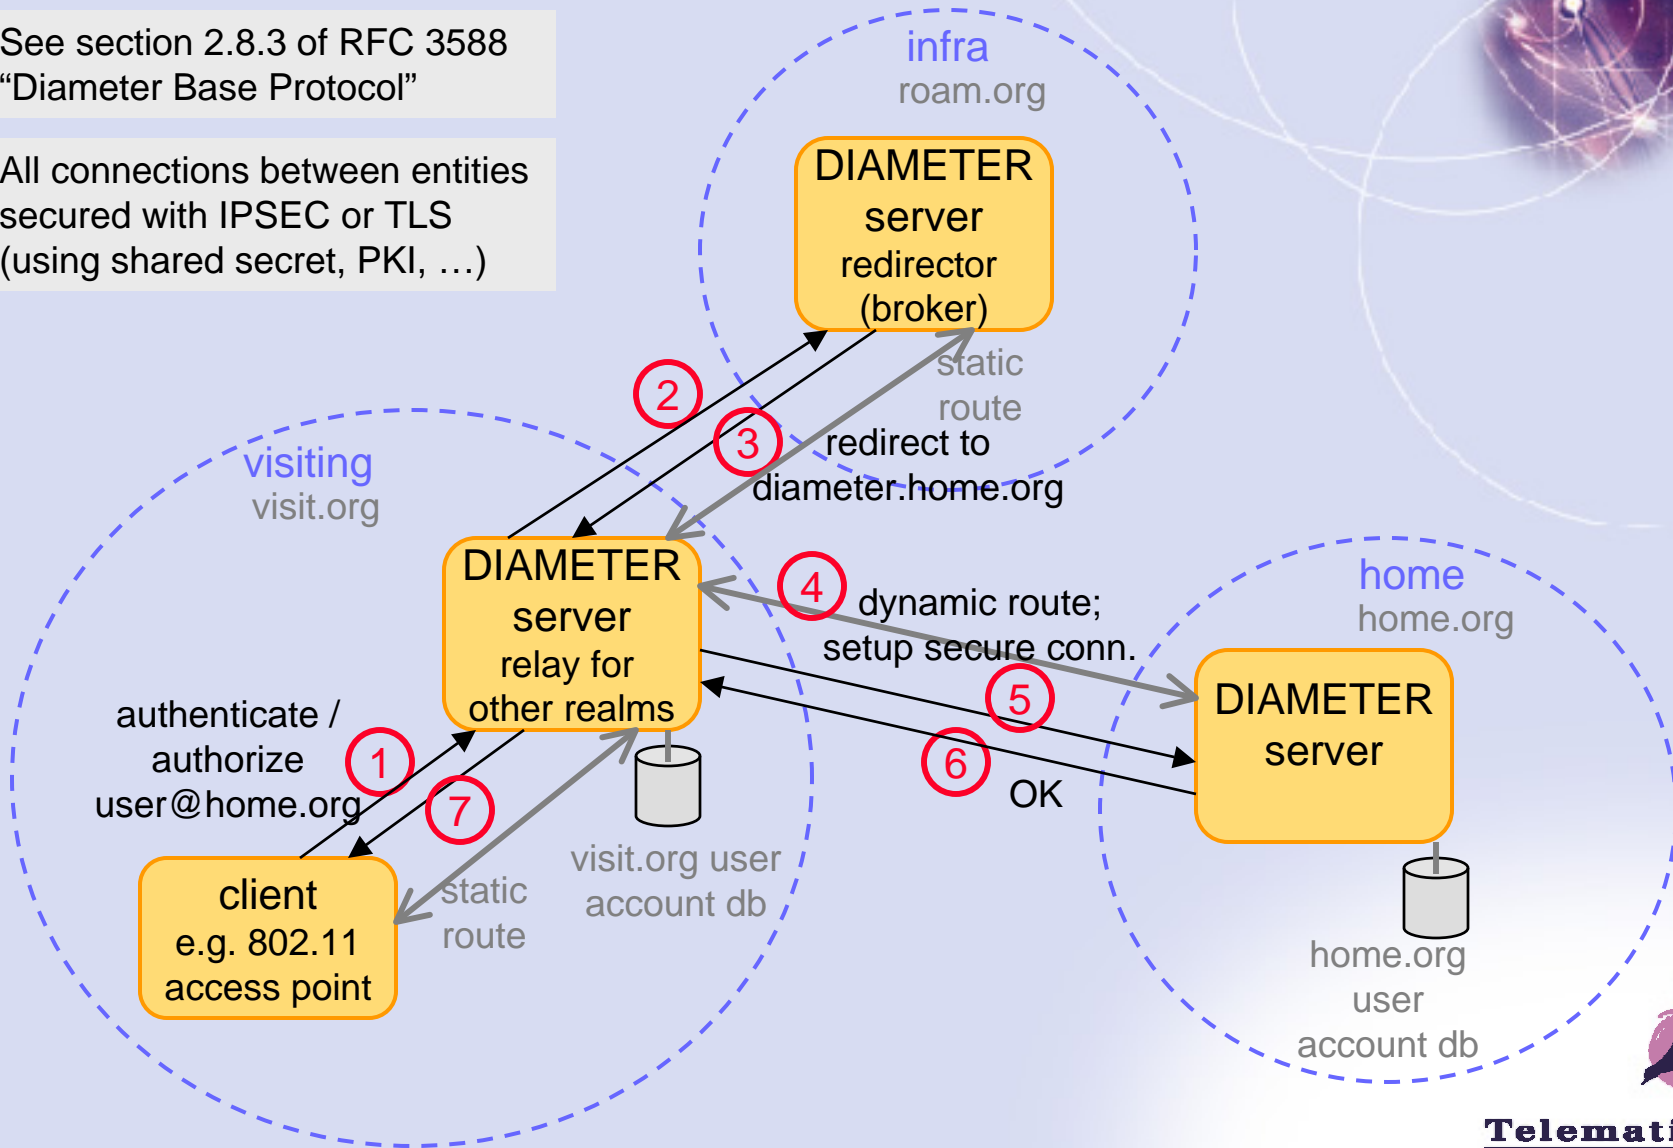 See section 2.8.3 of RFC 3588
“Diameter Base Protocol”
All connections between entities
secured with IPSEC or TLS
(using shared secret, PKI, …)
infra
roam.org
DIAMETER
server
redirector
(broker)
static
route
2
3
redirect to
diameter.home.org
visiting
visit.org
DIAMETER
server
relay for
other realms
4
dynamic route;
setup secure conn.
home
home.org
DIAMETER
server
5
6
OK
authenticate /
authorize
user@home.org
1
7
visit.org user
account db
static
route
client
e.g. 802.11
access point
home.org
user
account db